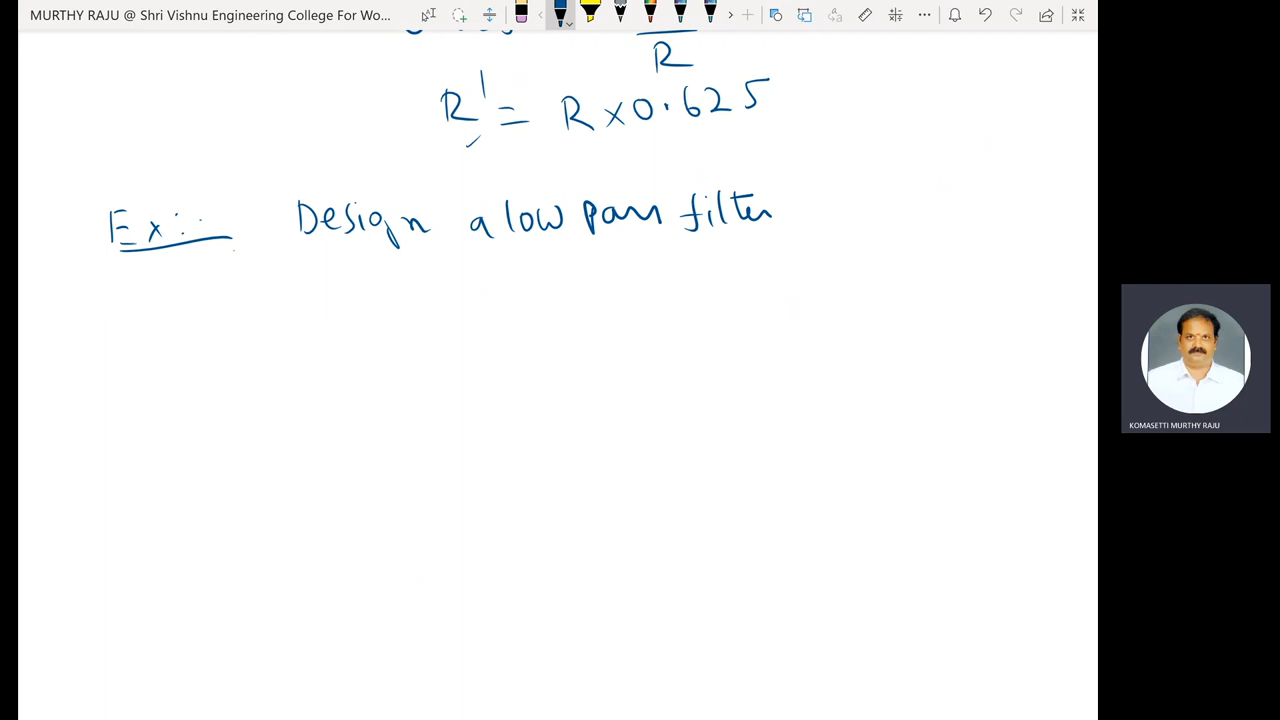 MURTHY RAJU @ Shri Vishnu Engineering College For Wo...
R
R' = R × 0.625
Ex:- Design a low pass filter
KOMASETTI MURTHY RAJU